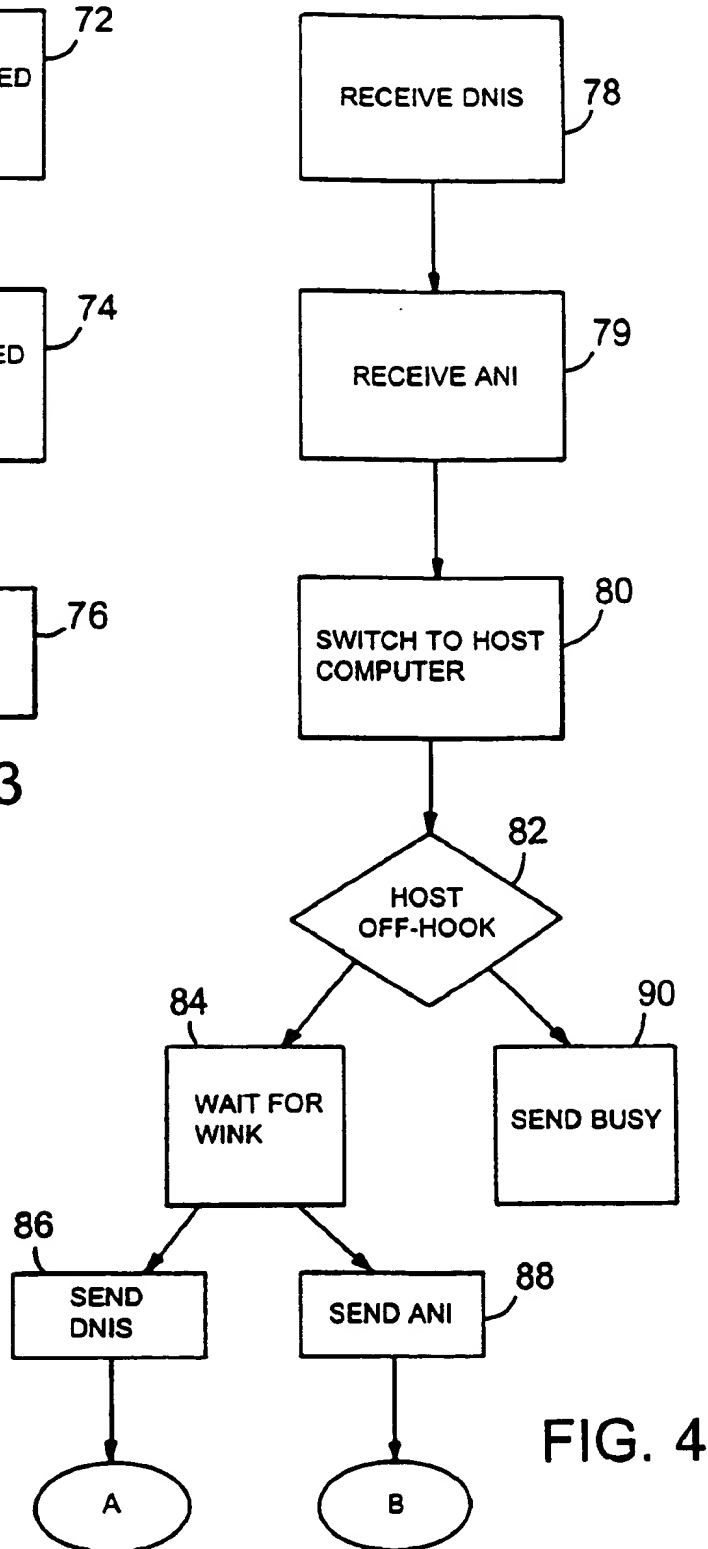 72
ED
74
ED
76
3
RECEIVE DNIS
78
RECEIVE ANI
79
SWITCH TO HOST
COMPUTER
80
HOST
OFF-HOOK
82
WAIT FOR
WINK
84
SEND BUSY
90
SEND
DNIS
86
SEND ANI
88
A
B
FIG. 4